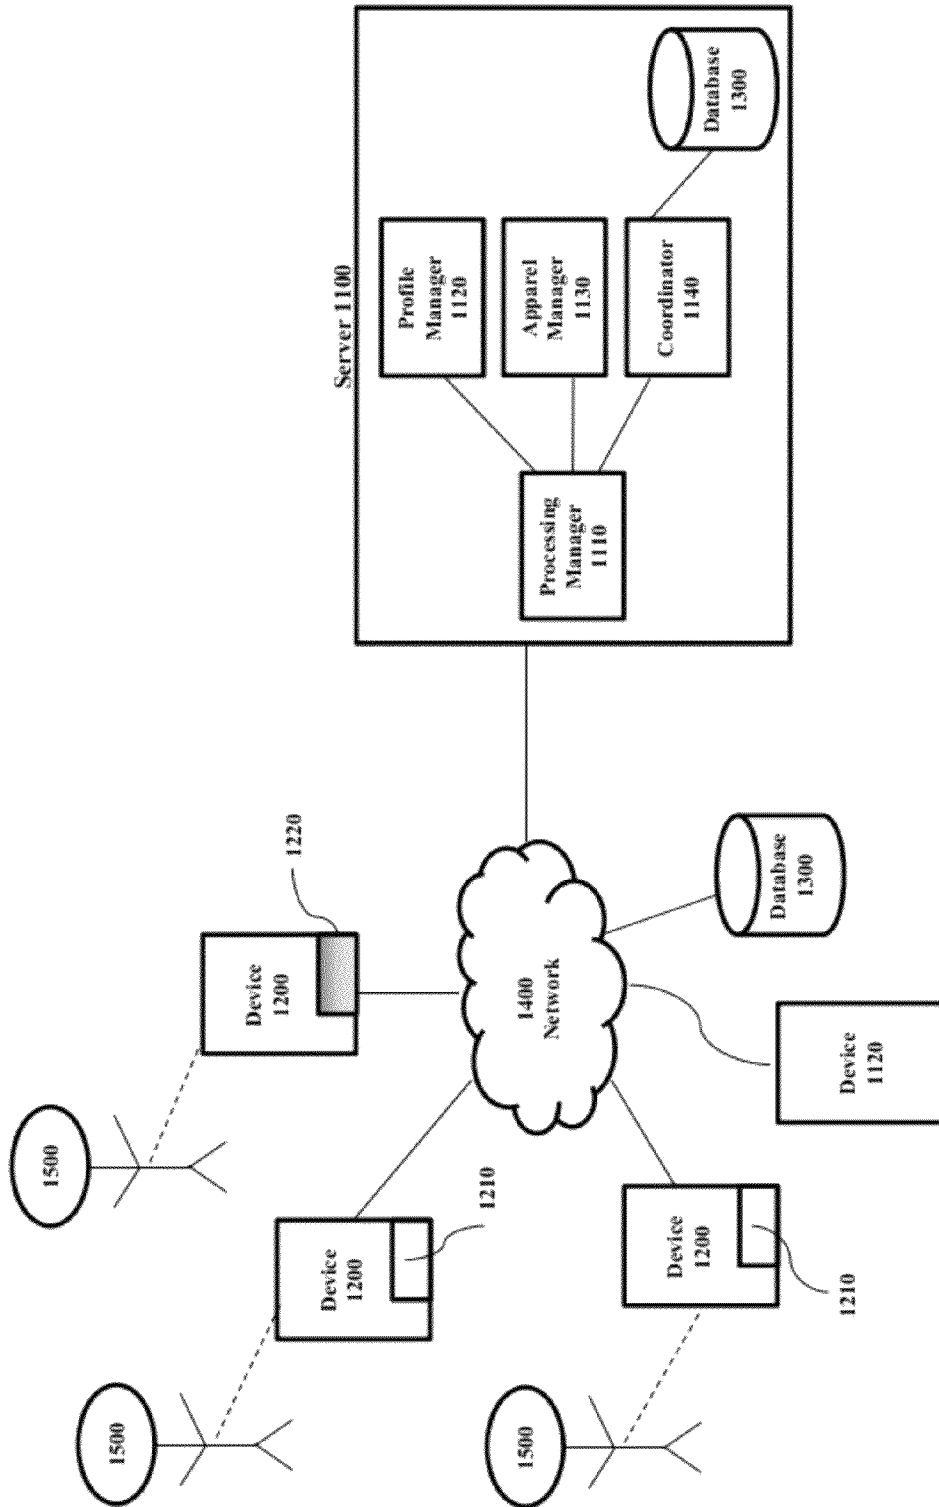 1500
1500
1500
Device
1200
1220
Device
1200
1210
Device
1200
1210
1400
Network
Device
1120
Database
1300
Server 1100
Processing
Manager
1110
Profile
Manager
1120
Apparel
Manager
1130
Coordinator
1140
Database
1300